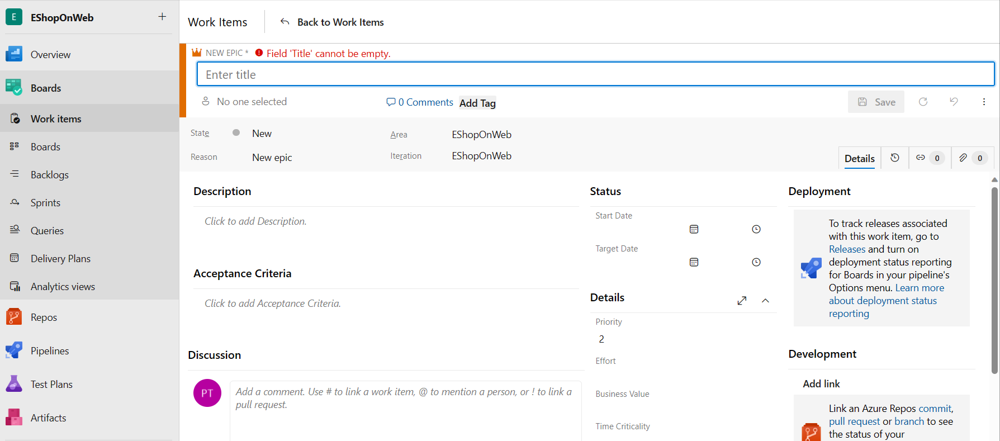 E EShopOnWeb
Overview
Boards
Work items
Boards
Backlogs
Sprints
Queries
Delivery Plans
Analytics views
Repos
Pipelines
Test Plans
Artifacts
Work Items
Back to Work Items
NEW EPIC * Field 'Title' cannot be empty.
Enter title
No one selected
0 Comments
Add Tag
Save
State New
Reason New epic
Area EShopOnWeb
Iteration EShopOnWeb
Details
0
0
Description
Click to add Description.
Acceptance Criteria
Click to add Acceptance Criteria.
Discussion
PT
Add a comment. Use # to link a work item, @ to mention a person, or ! to link a
pull request.
Status
Start Date
Target Date
Details
Priority
2
Effort
Business Value
Time Criticality
Deployment
To track releases associated
with this work item, go to
Releases and turn on
deployment status reporting
for Boards in your pipeline's
Options menu. Learn more
about deployment status
reporting
Development
Add link
Link an Azure Repos commit,
pull request or branch to see
the status of your